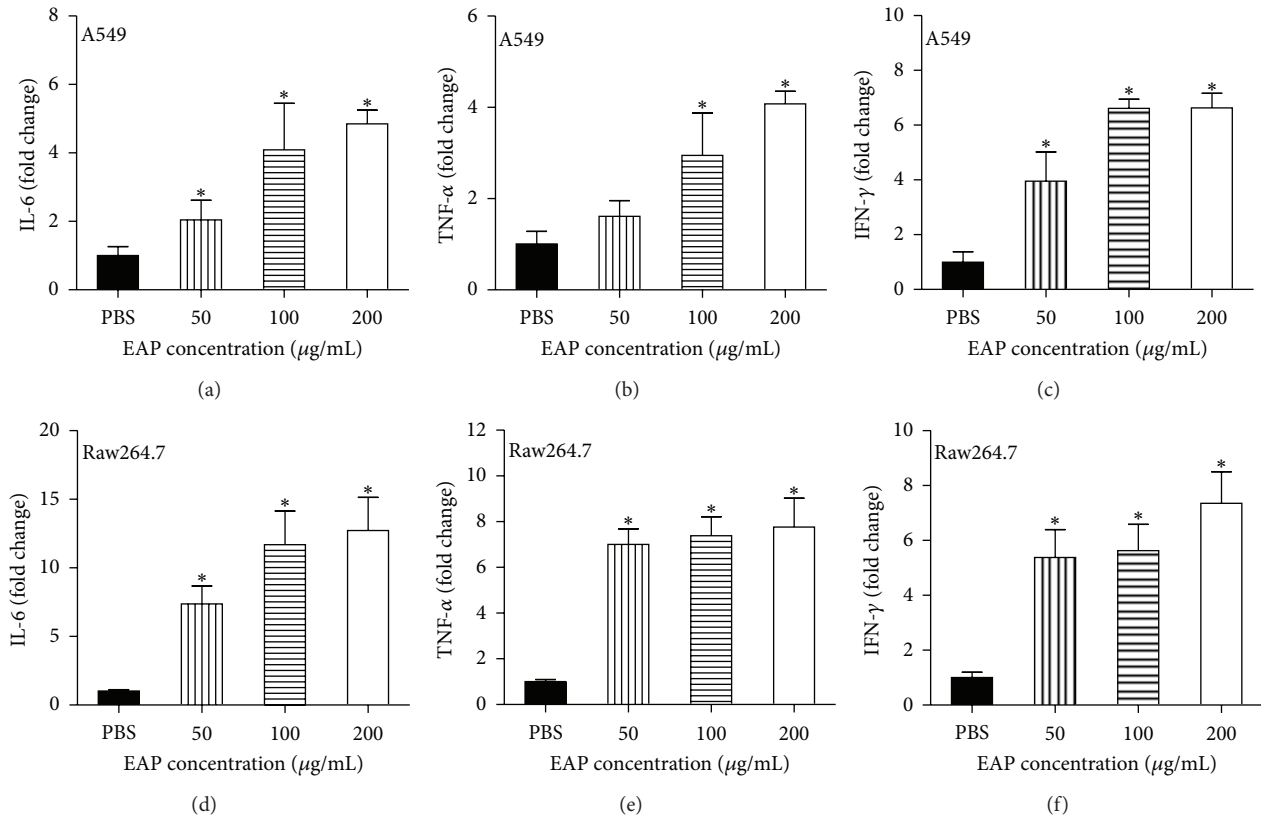 A549
IL-6 (fold change)
8
6
4
2
0
*
*
*
PBS
50
100
200
EAP concentration (μg/mL)
(a)
A549
TNF-α (fold change)
6
4
2
0
*
*
PBS
50
100
200
EAP concentration (μg/mL)
(b)
A549
IFN-γ (fold change)
10
8
6
4
2
0
*
*
*
PBS
50
100
200
EAP concentration (μg/mL)
(c)
Raw264.7
IL-6 (fold change)
20
15
10
5
0
*
*
*
PBS
50
100
200
EAP concentration (μg/mL)
(d)
Raw264.7
TNF-α (fold change)
12
10
8
6
4
2
0
*
*
*
PBS
50
100
200
EAP concentration (μg/mL)
(e)
Raw264.7
IFN-γ (fold change)
10
8
6
4
2
0
*
*
*
PBS
50
100
200
EAP concentration (μg/mL)
(f)